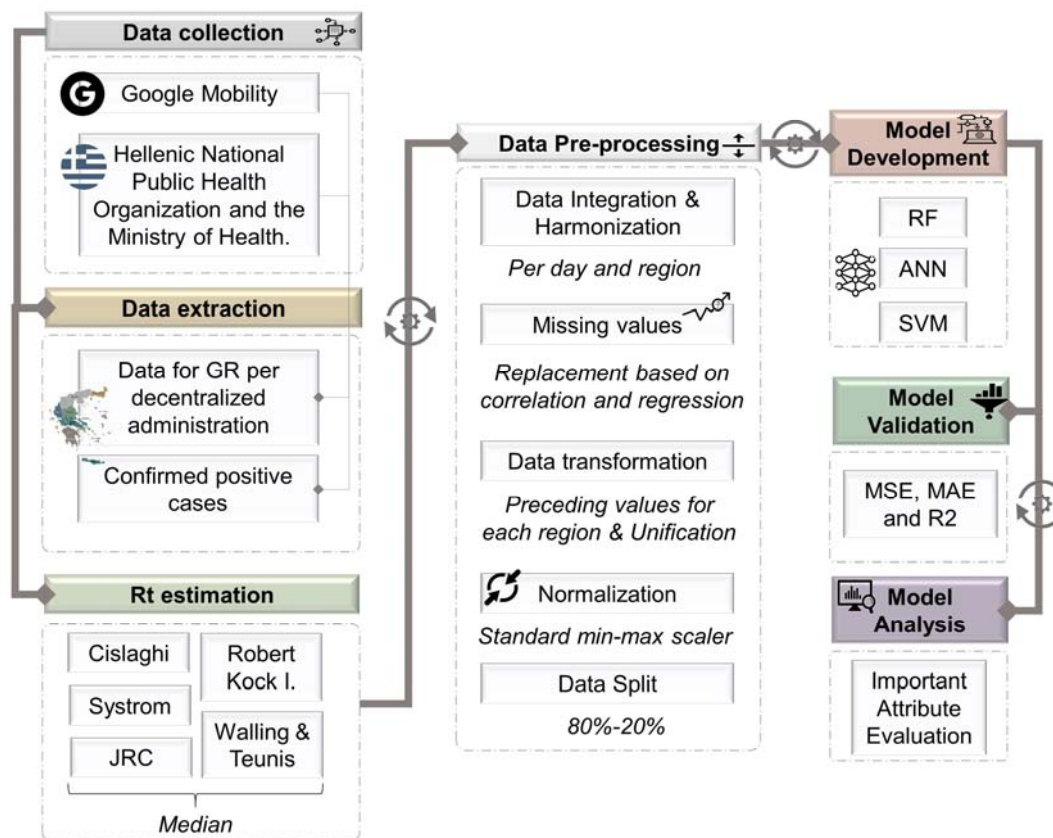 Data collection
Google Mobility
Hellenic National
Public Health
Organization and the
Ministry of Health.
Data extraction
Data for GR per
decentralized
administration
Confirmed positive
cases
Rt estimation
Cislaghi
Systrom
JRC
Robert
Kock I.
Walling &
Teunis
Median
Data Pre-processing
Data Integration &
Harmonization
Per day and region
Missing values
Replacement based on
correlation and regression
Data transformation
Preceding values for
each region & Unification
Normalization
Standard min-max scaler
Data Split
80%-20%
Model
Development
RF
ANN
SVM
Model
Validation
MSE, MAE
and R2
Model
Analysis
Important
Attribute
Evaluation